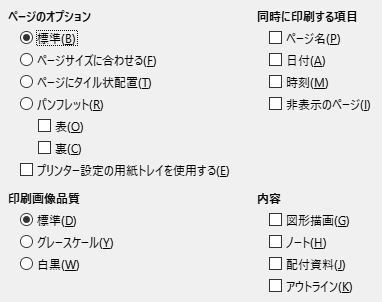 ページのオプション
標準(B)
ページサイズに合わせる(F)
ページにタイル状配置(T)
パンフレット(R)
表(O)
裏(C)
プリンター設定の用紙トレイを使用する(E)
同時に印刷する項目
ページ名(P)
日付(A)
時刻(M)
非表示のページ(I)
印刷画像品質
標準(D)
グレースケール(Y)
白黒(W)
内容
図形描画(G)
ノート(H)
配付資料(J)
アウトライン(K)